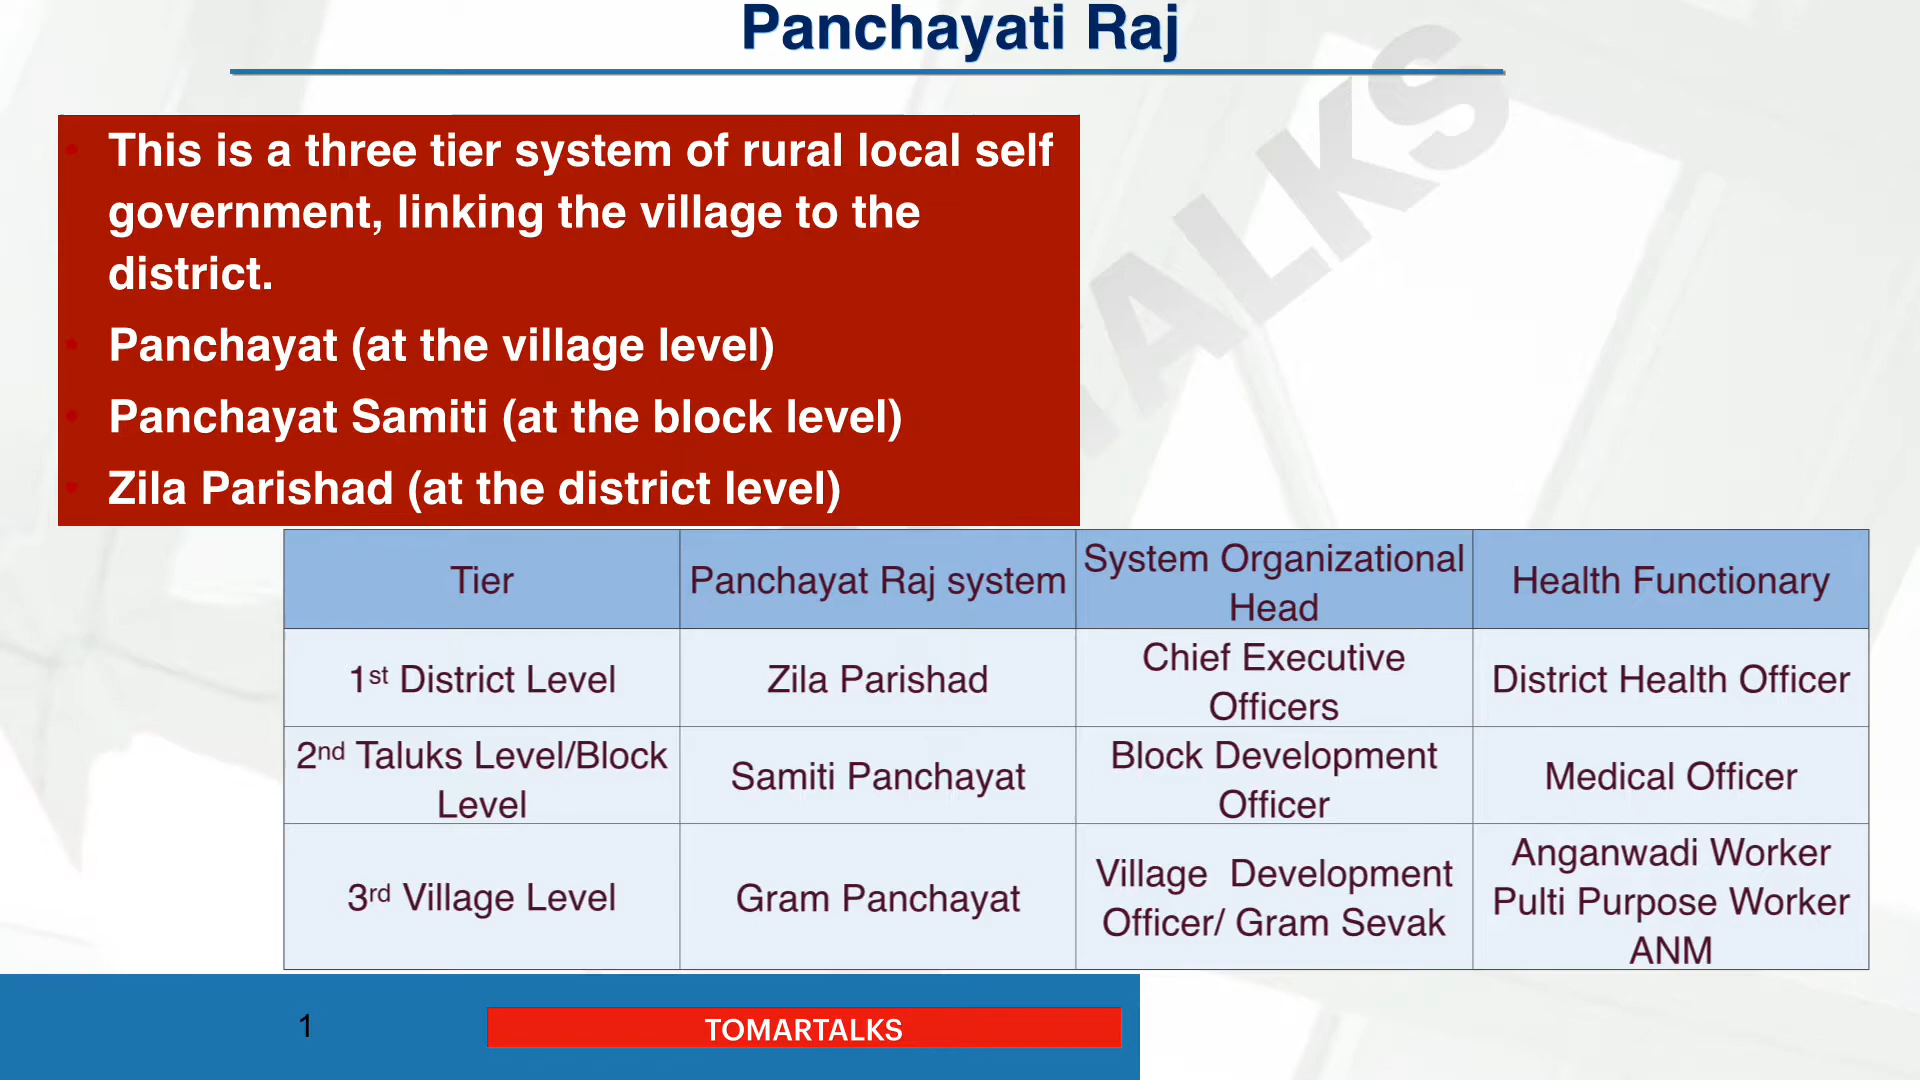 Panchayati Raj
This is a three tier system of rural local self
government, linking the village to the
district.
Panchayat (at the village level)
Panchayat Samiti (at the block level)
Zila Parishad (at the district level)
Tier
Panchayat Raj system
System Organizational
Head
Health Functionary
1st District Level
Zila Parishad
Chief Executive
Officers
District Health Officer
2nd Taluks Level/Block
Level
Samiti Panchayat
Block Development
Officer
Medical Officer
3rd Village Level
Gram Panchayat
Village Development
Officer/ Gram Sevak
Anganwadi Worker
Pulti Purpose Worker
ANM
1
TOMARTALKS
ALKS